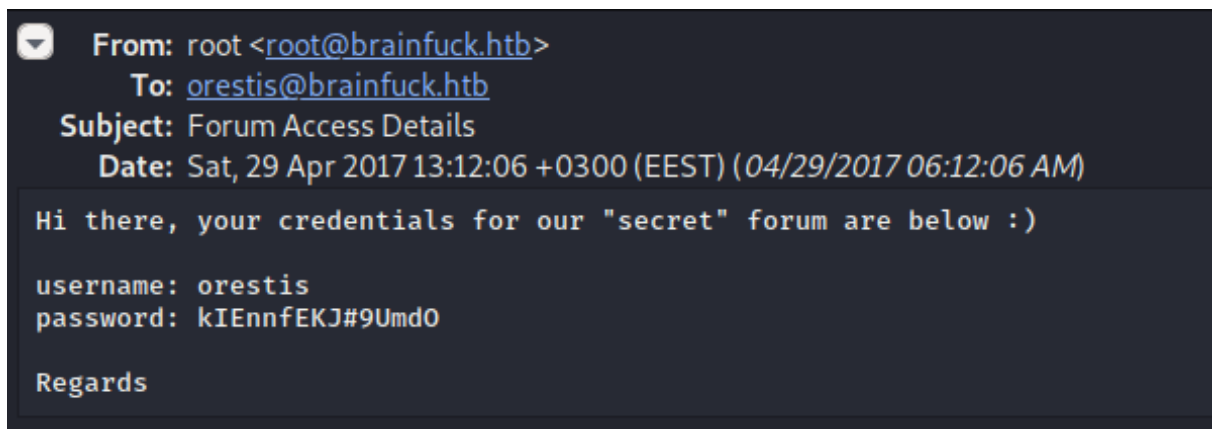 From: root <root@brainfuck.htb>
To: orestis@brainfuck.htb
Subject: Forum Access Details
Date: Sat, 29 Apr 2017 13:12:06 +0300 (EEST) (04/29/2017 06:12:06 AM)
Hi there, your credentials for our "secret" forum are below :)
username: orestis
password: kIEnnfEKJ#9UmdO
Regards